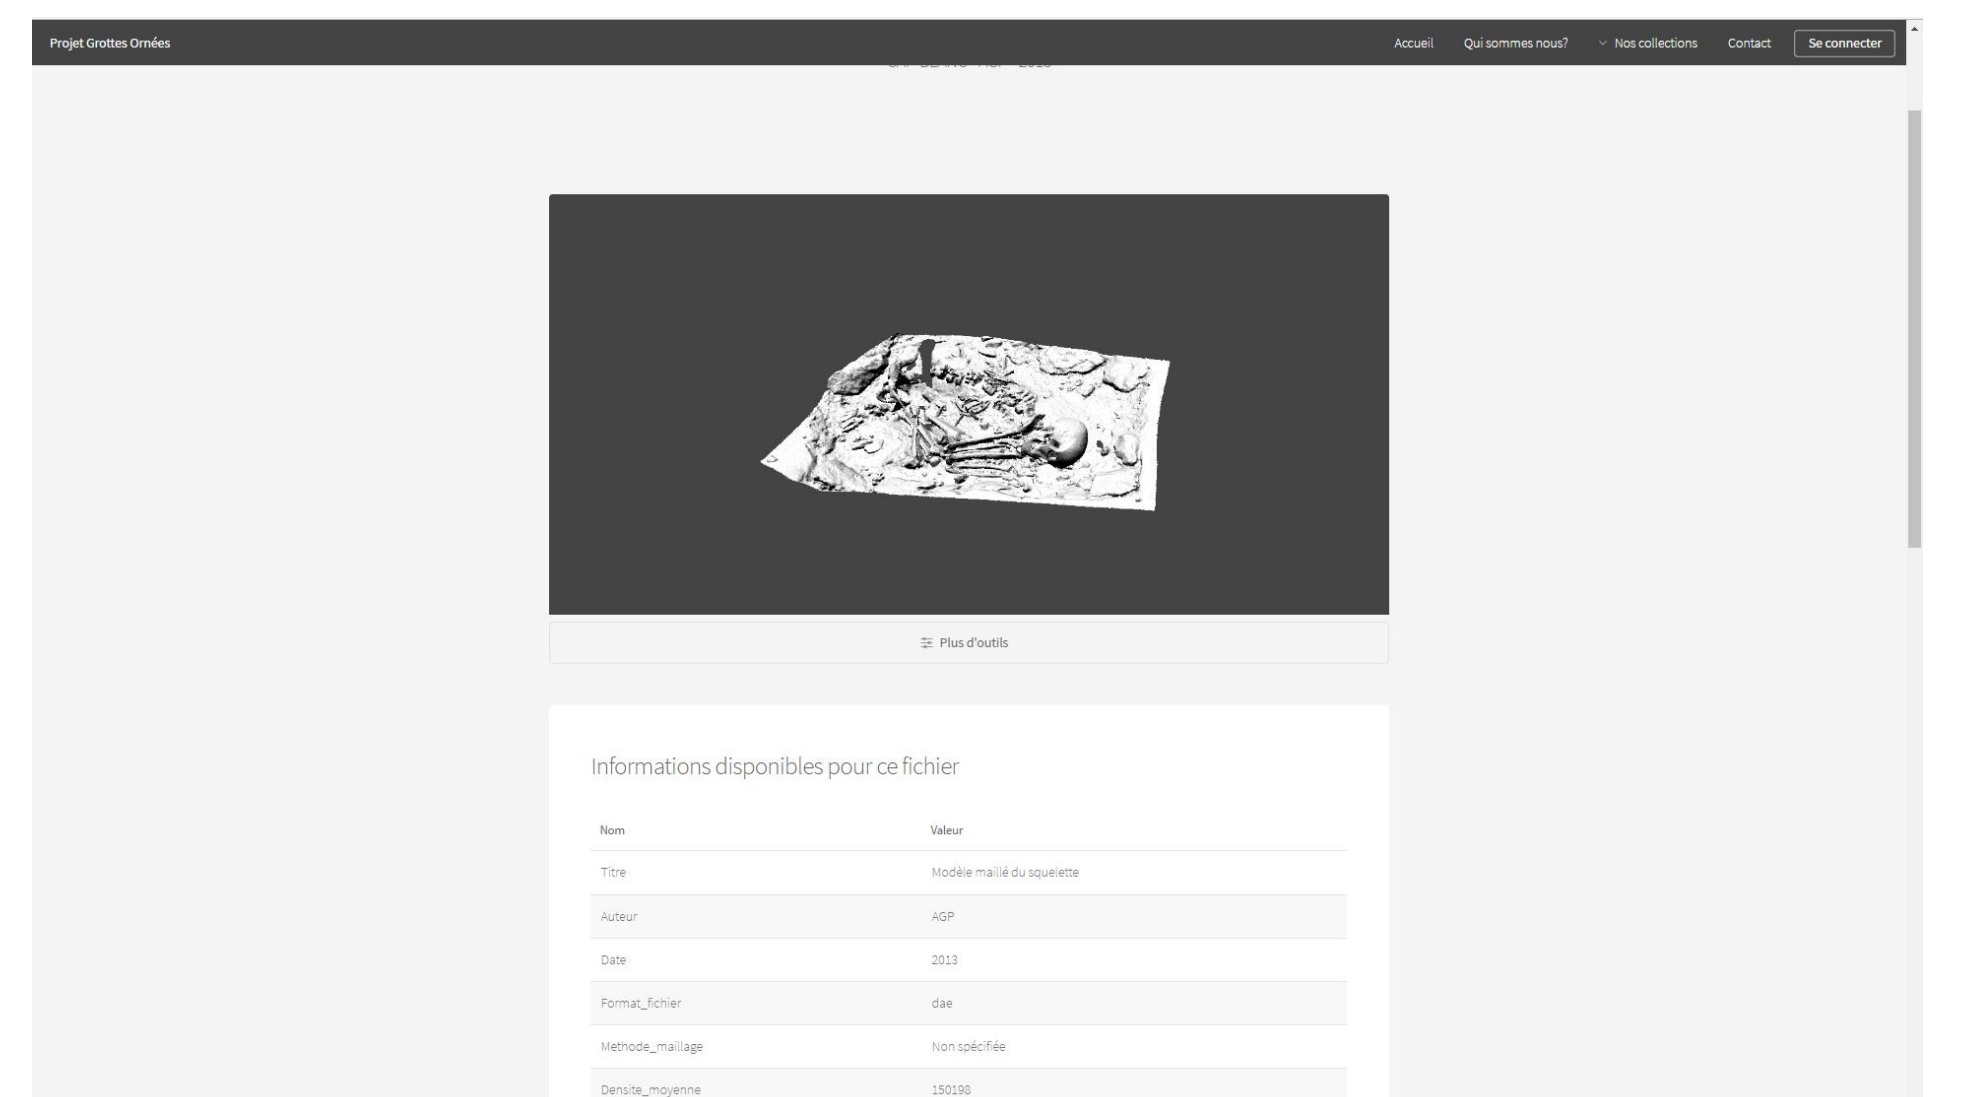 Projet Grottes Ornées
Accueil Qui sommes nous? Nos collections Contact Se connecter
Plus d'outils
Informations disponibles pour ce fichier
Nom Valeur
Titre Modèle maillé du squelette
Auteur AGP
Date 2013
Format_fichier dae
Methode_maillage Non spécifiée
Densite_moyenne 150198